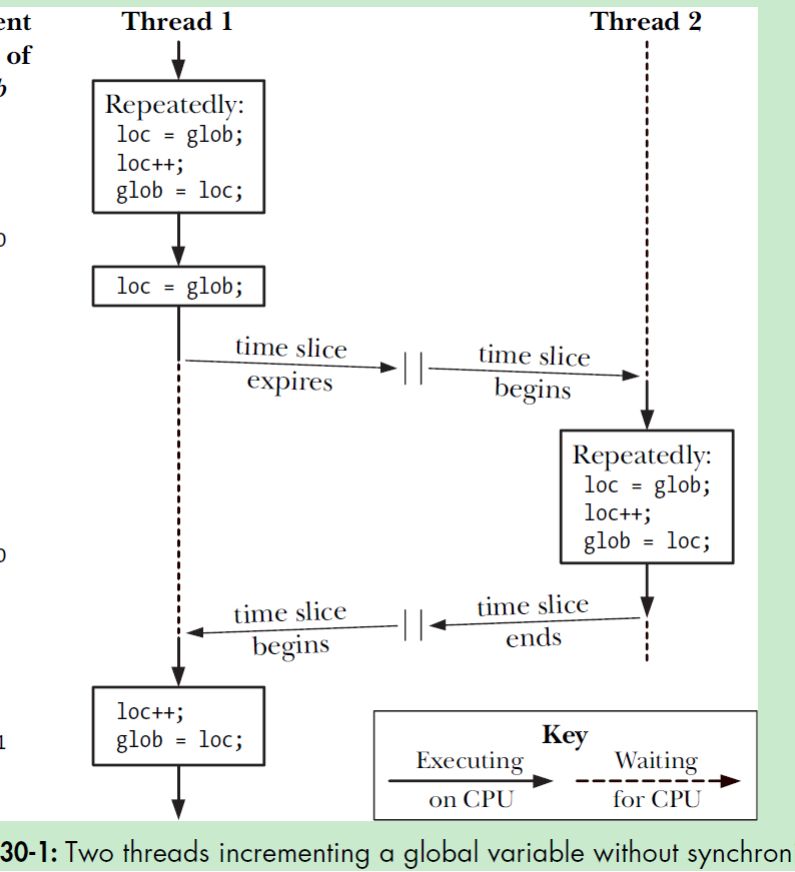 ent
of
Thread 1
Thread 2
Repeatedly:
loc = glob;
loc++;
glob = loc;
0
loc = glob;
time slice
expires
time slice
begins
Repeatedly:
loc = glob;
loc++;
glob = loc;
0
time slice
begins
time slice
ends
loc++;
glob = loc;
1
Key
Executing
on CPU
Waiting
for CPU
30-1: Two threads incrementing a global variable without synchron